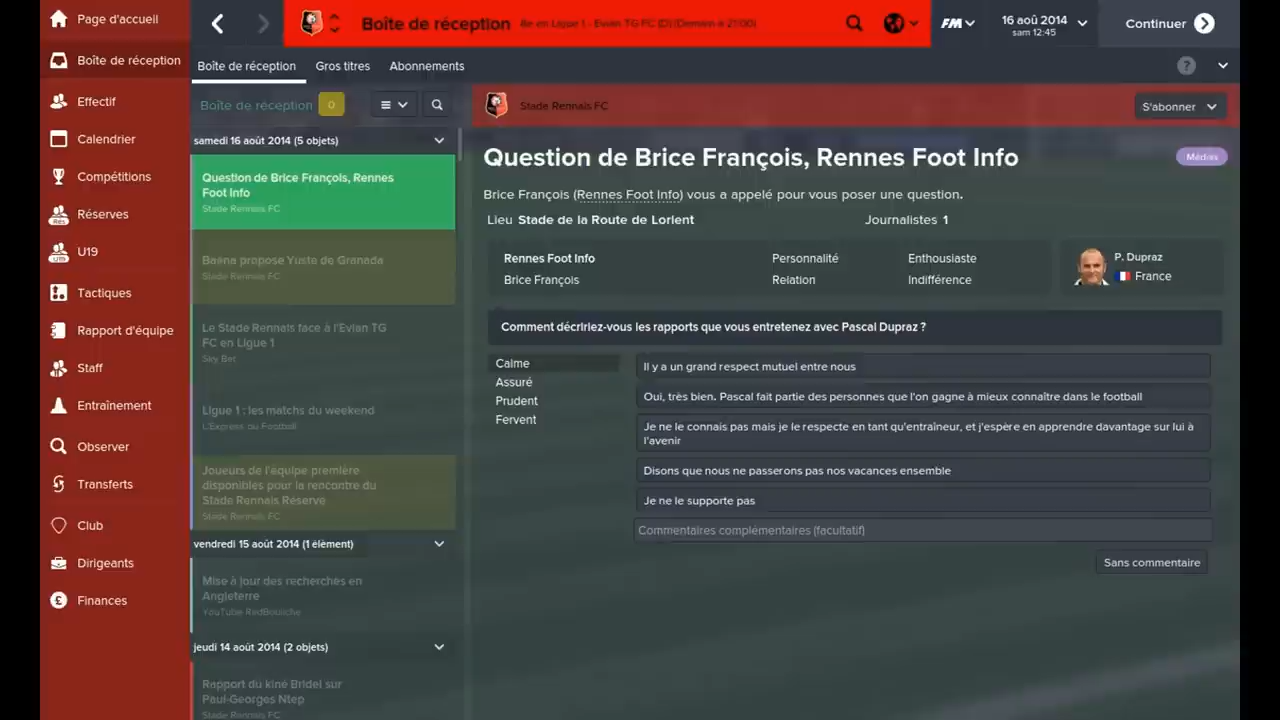 Page d'accueil
Boîte de réception
Effectif
Calendrier
Compétitions
Réserves
U19
Tactiques
Rapport d'équipe
Staff
Entraînement
Observer
Transferts
Club
Dirigeants
Finances
Boîte de réception
8e en Ligue 1 - Evian TG FC (D) (Demain à 21:00)
FM
16 aoû 2014
sam 12:45
Continuer
Boîte de réception
Gros titres
Abonnements
Boîte de réception 0
samedi 16 août 2014 (5 objets)
Question de Brice François, Rennes
Foot Info
Stade Rennais FC
Baena propose Yuste de Granada
Stade Rennais FC
Le Stade Rennais face à l'Evian TG
FC en Ligue 1
Sky Bet
Ligue 1 : les matchs du weekend
L'Express du Football
Joueurs de l'équipe première
disponibles pour la rencontre du
Stade Rennais Réserve
Stade Rennais FC
vendredi 15 août 2014 (1 élément)
Mise à jour des recherches en
Angleterre
YouTube RedBouliche
jeudi 14 août 2014 (2 objets)
Rapport du kiné Bridel sur
Paul-Georges Ntep
Stade Rennais FC
Stade Rennais FC
S'abonner
Question de Brice François, Rennes Foot Info
Médias
Brice François (Rennes Foot Info) vous a appelé pour vous poser une question.
Lieu Stade de la Route de Lorient
Journalistes 1
Rennes Foot Info
Personnalité
Enthousiaste
Brice François
Relation
Indifférence
P. Dupraz
France
Comment décririez-vous les rapports que vous entretenez avec Pascal Dupraz ?
Calme
Assuré
Prudent
Fervent
Il y a un grand respect mutuel entre nous
Oui, très bien. Pascal fait partie des personnes que l'on gagne à mieux connaître dans le football
Je ne le connais pas mais je le respecte en tant qu'entraîneur, et j'espère en apprendre davantage sur lui à
l'avenir
Disons que nous ne passerons pas nos vacances ensemble
Je ne le supporte pas
Commentaires complémentaires (facultatif)
Sans commentaire